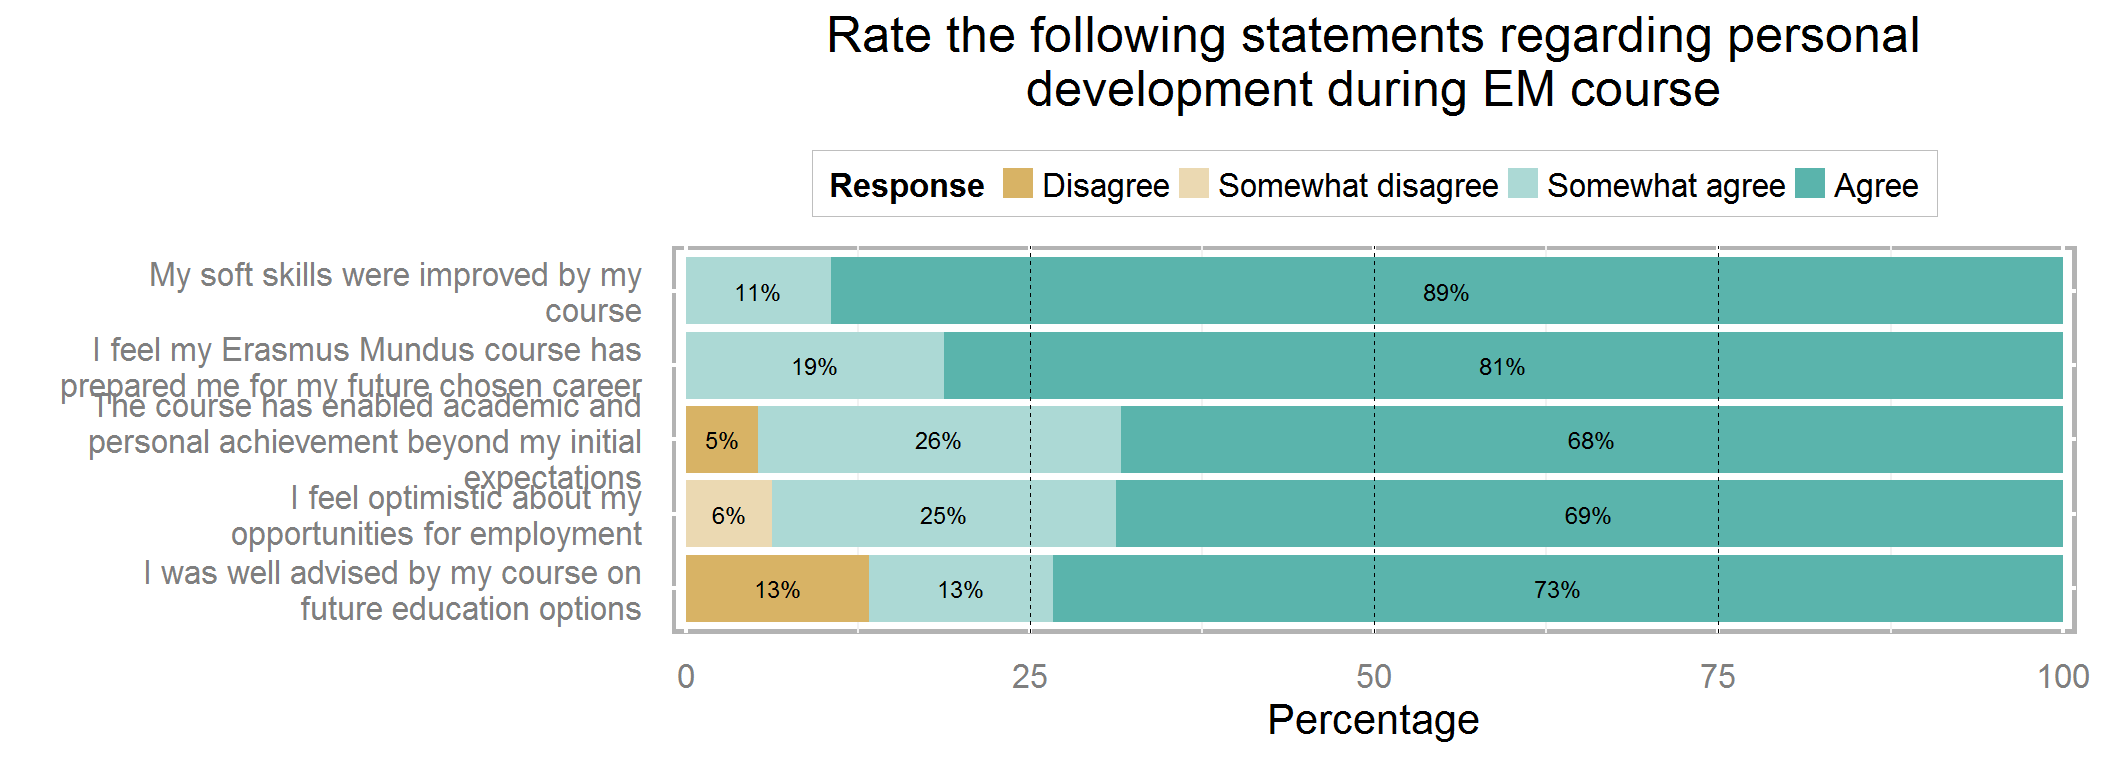 Rate the following statements regarding personal
development during EM course
Response Disagree Somewhat disagree Somewhat agree Agree
My soft skills were improved by my
course
11% 89%
I feel my Erasmus Mundus course has
prepared me for my future chosen career
19% 81%
The course has enabled academic and
personal achievement beyond my initial
expectations
5% 26% 68%
I feel optimistic about my
opportunities for employment
6% 25% 69%
I was well advised by my course on
future education options
13% 13% 73%
0 25 50 75 100
Percentage